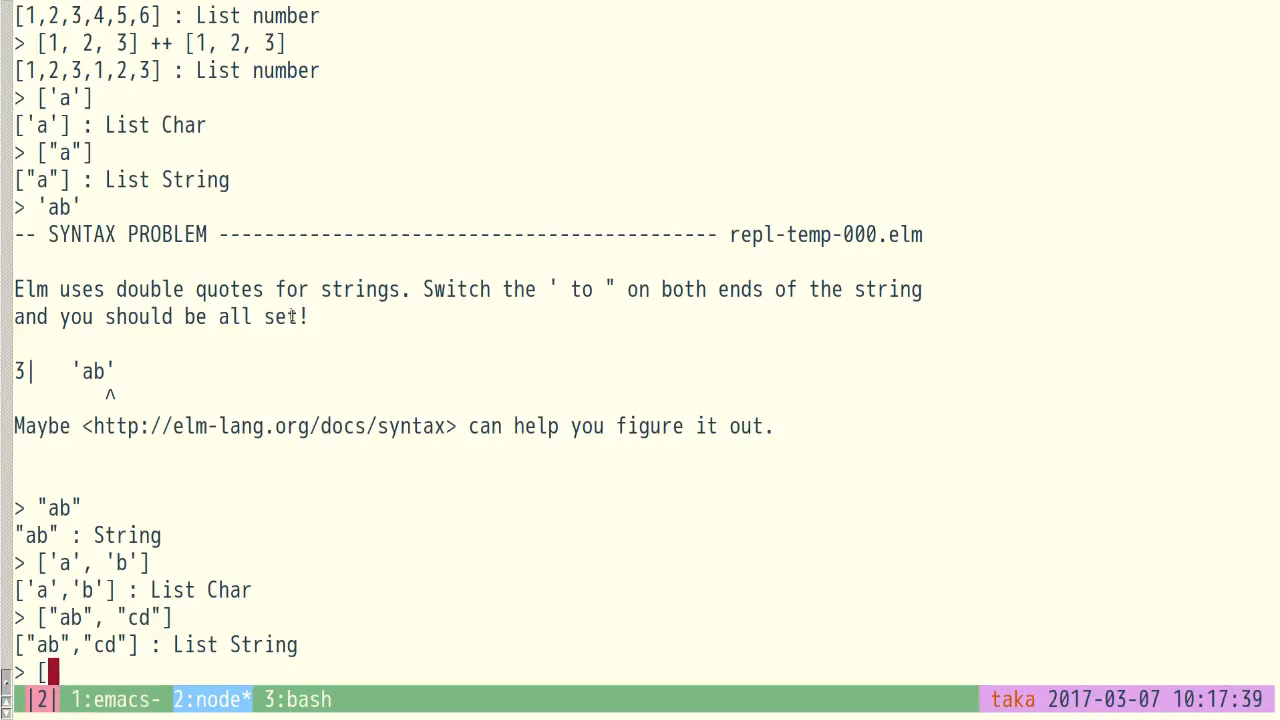 [1,2,3,4,5,6] : List number
> [1, 2, 3] ++ [1, 2, 3]
[1,2,3,1,2,3] : List number
> ['a']
['a'] : List Char
> ["a"]
["a"] : List String
> 'ab'
-- SYNTAX PROBLEM -------------------------------------------- repl-temp-000.elm
Elm uses double quotes for strings. Switch the ' to " on both ends of the string
and you should be all set!
3|   'ab'
^
Maybe <http://elm-lang.org/docs/syntax> can help you figure it out.
> "ab"
"ab" : String
> ['a', 'b']
['a','b'] : List Char
> ["ab", "cd"]
["ab","cd"] : List String
> [
|2| 1:emacs- 2:node* 3:bash taka 2017-03-07 10:17:39